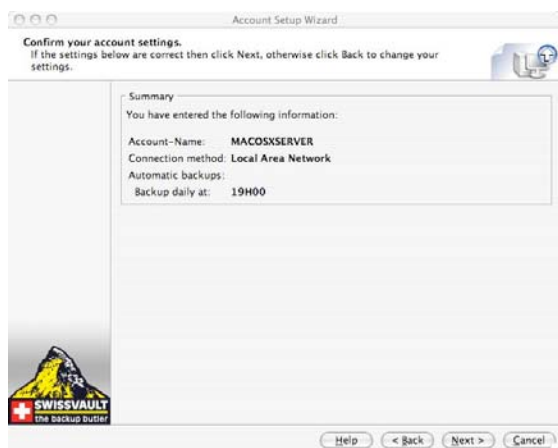 Account Setup Wizard
Confirm your account settings.
If the settings below are correct then click Next, otherwise click Back to change your
settings.
Summary
You have entered the following information:
Account-Name: MACOSXSERVER
Connection method: Local Area Network
Automatic backups:
Backup daily at: 19H00
SWISSVAULT
the backup butler
Help
< Back
Next >
Cancel